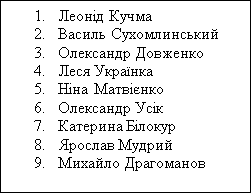 1. Леонід Кучма
2. Василь Сухомлинський
3. Олександр Довженко
4. Леся Українка
5. Ніна Матвієнко
6. Олександр Усік
7. Катерина Білокур
8. Ярослав Мудрий
9. Михайло Драгоманов